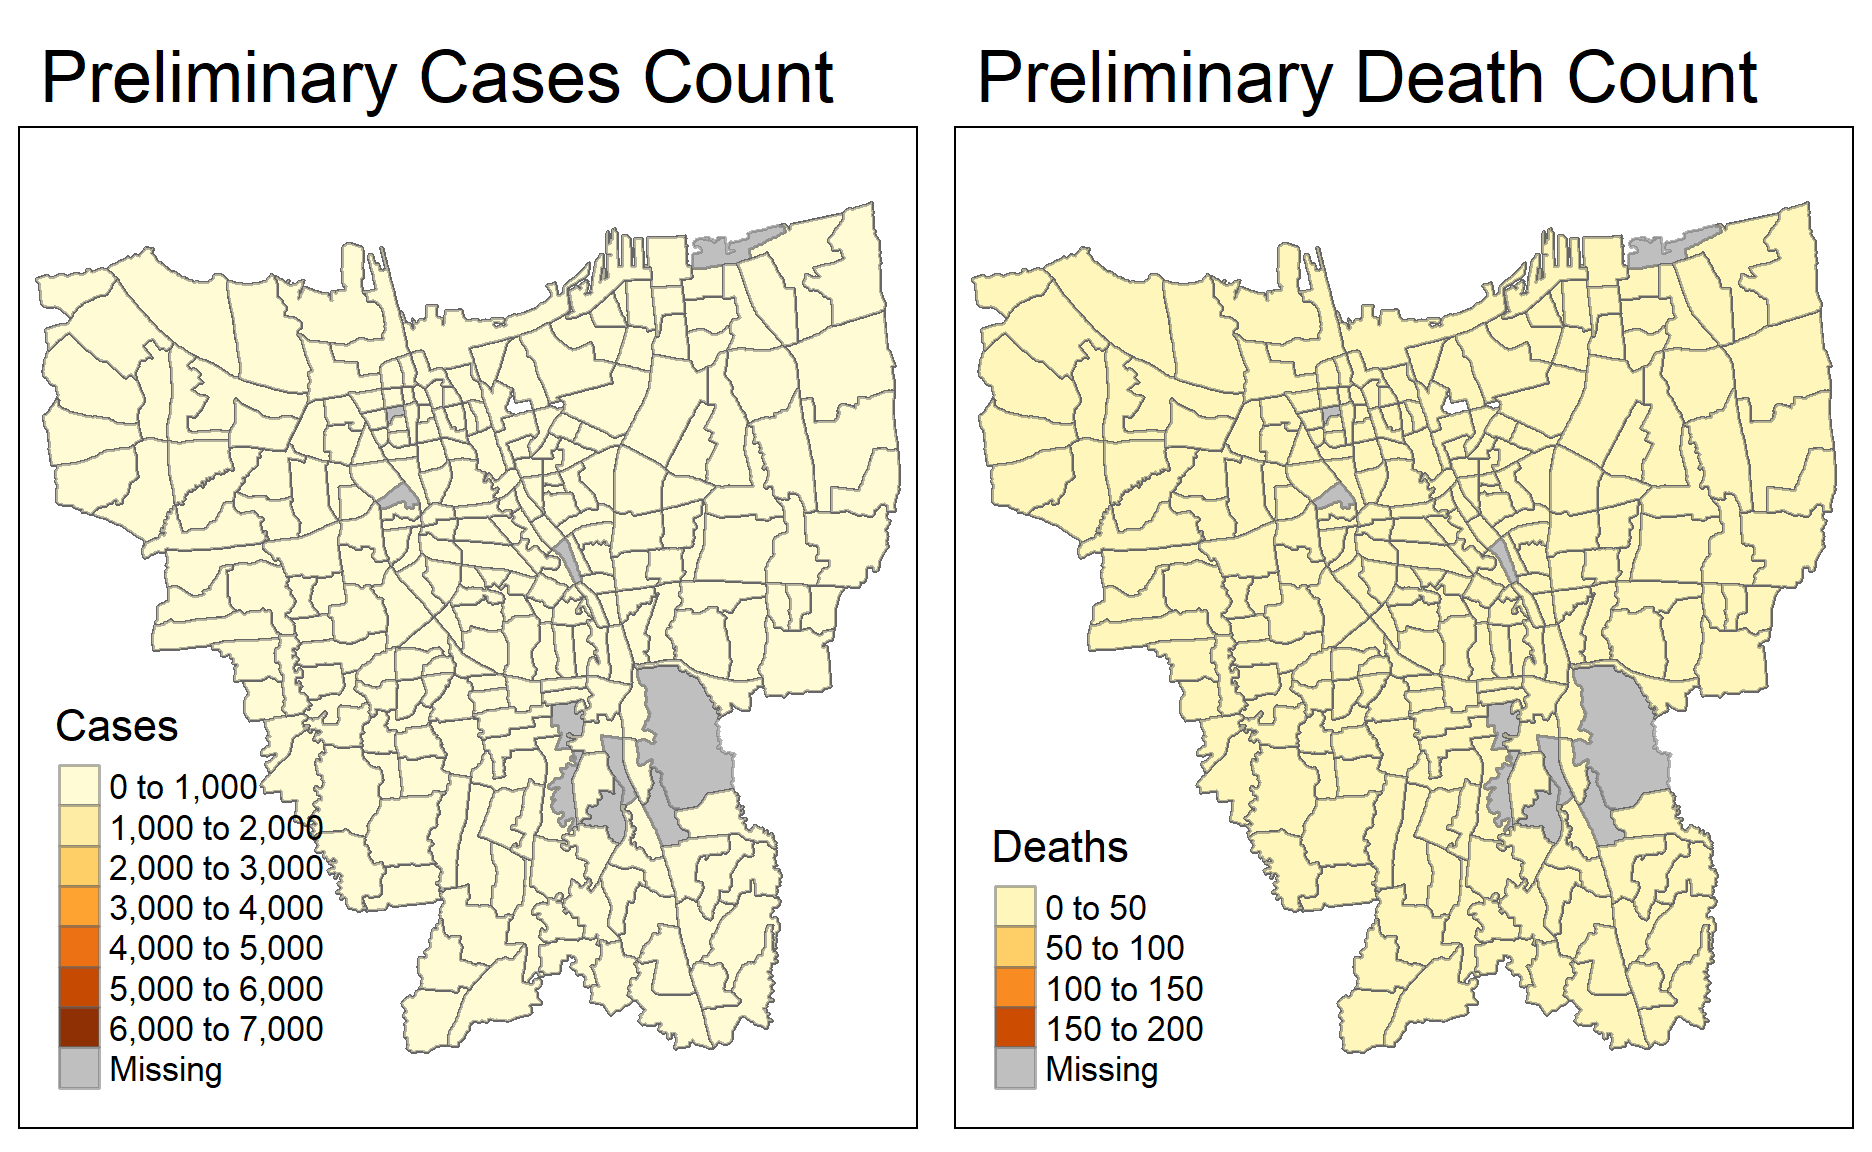 Preliminary Cases Count
Cases
0 to 1,000
1,000 to 2,000
2,000 to 3,000
3,000 to 4,000
4,000 to 5,000
5,000 to 6,000
6,000 to 7,000
Missing
Preliminary Death Count
Deaths
0 to 50
50 to 100
100 to 150
150 to 200
Missing